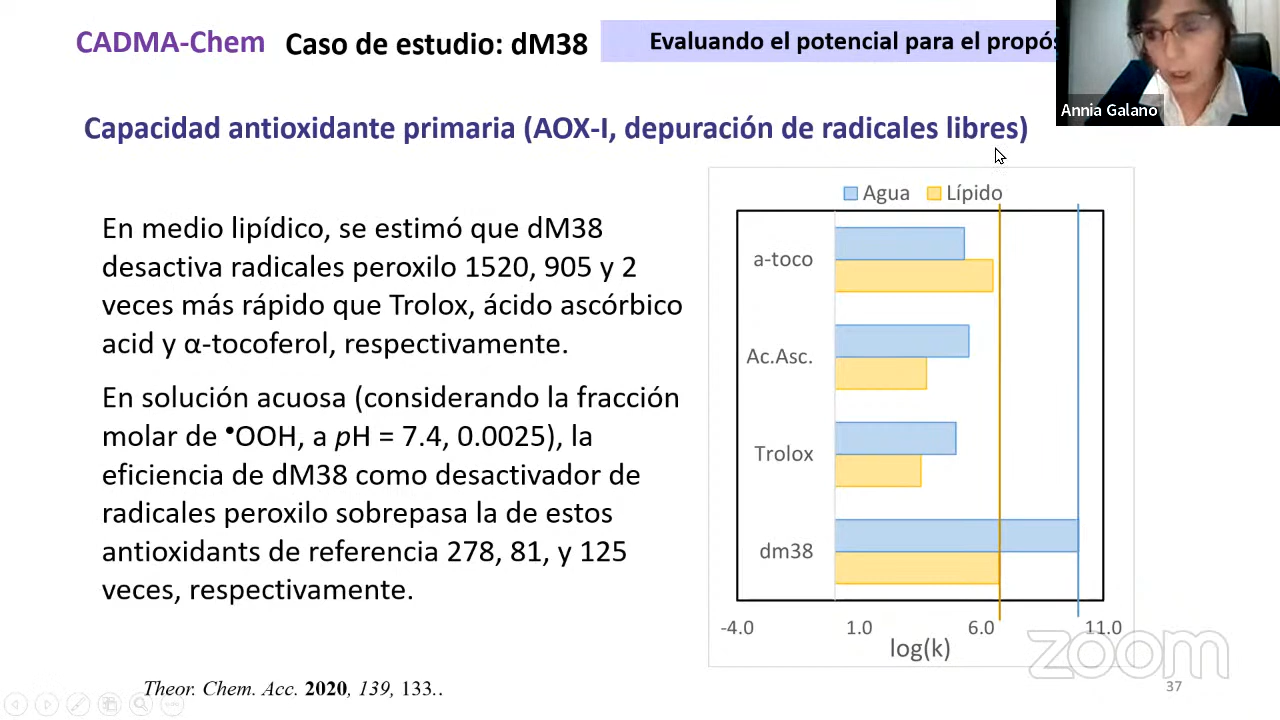 CADMA-Chem Caso de estudio: dM38 Evaluando el potencial para el propós
Annia Galano
Capacidad antioxidante primaria (AOX-I, depuración de radicales libres)
En medio lipídico, se estimó que dM38
desactiva radicales peroxilo 1520, 905 y 2
veces más rápido que Trolox, ácido ascórbico
acid y α-tocoferol, respectivamente.
En solución acuosa (considerando la fracción
molar de •OOH, a pH = 7.4, 0.0025), la
eficiencia de dM38 como desactivador de
radicales peroxilo sobrepasa la de estos
antioxidants de referencia 278, 81, y 125
veces, respectivamente.
Agua Lípido
a-toco
Ac.Asc.
Trolox
dm38
-4.0 1.0 6.0 11.0
log(k)
zoom
Theor. Chem. Acc. 2020, 139, 133..
37